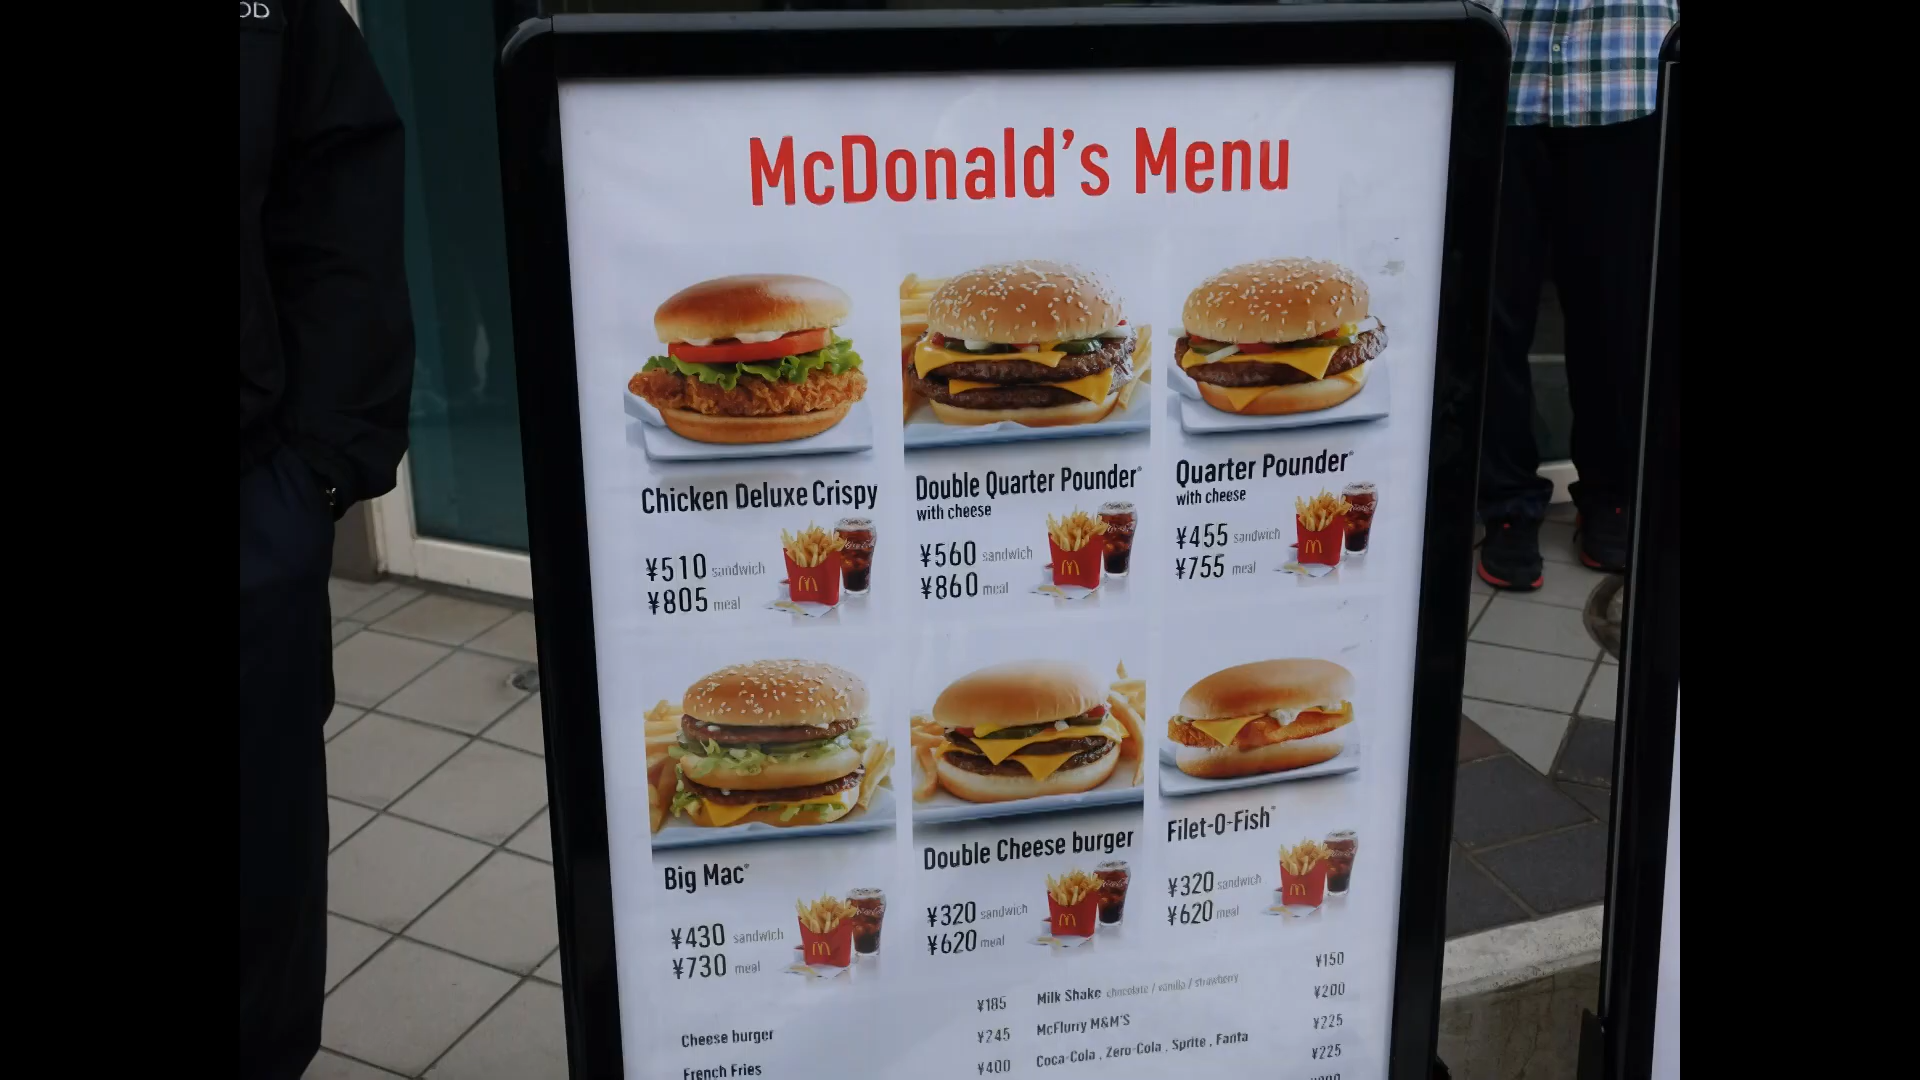 OD
McDonald's Menu
Chicken Deluxe Crispy
¥510 sandwich
¥805 meal
Double Quarter Pounder®
with cheese
¥560 sandwich
¥860 meal
Quarter Pounder®
with cheese
¥455 sandwich
¥755 meal
Big Mac®
¥430 sandwich
¥730 meal
Double Cheese burger
¥320 sandwich
¥620 meal
Filet-O-Fish®
¥320 sandwich
¥620 meal
Cheese burger ¥185
French Fries ¥245
¥400
Milk Shake chocolate / vanilla / strawberry ¥150
McFlurry M&M'S ¥200
Coca-Cola , Zero-Cola , Sprite , Fanta ¥225
¥225